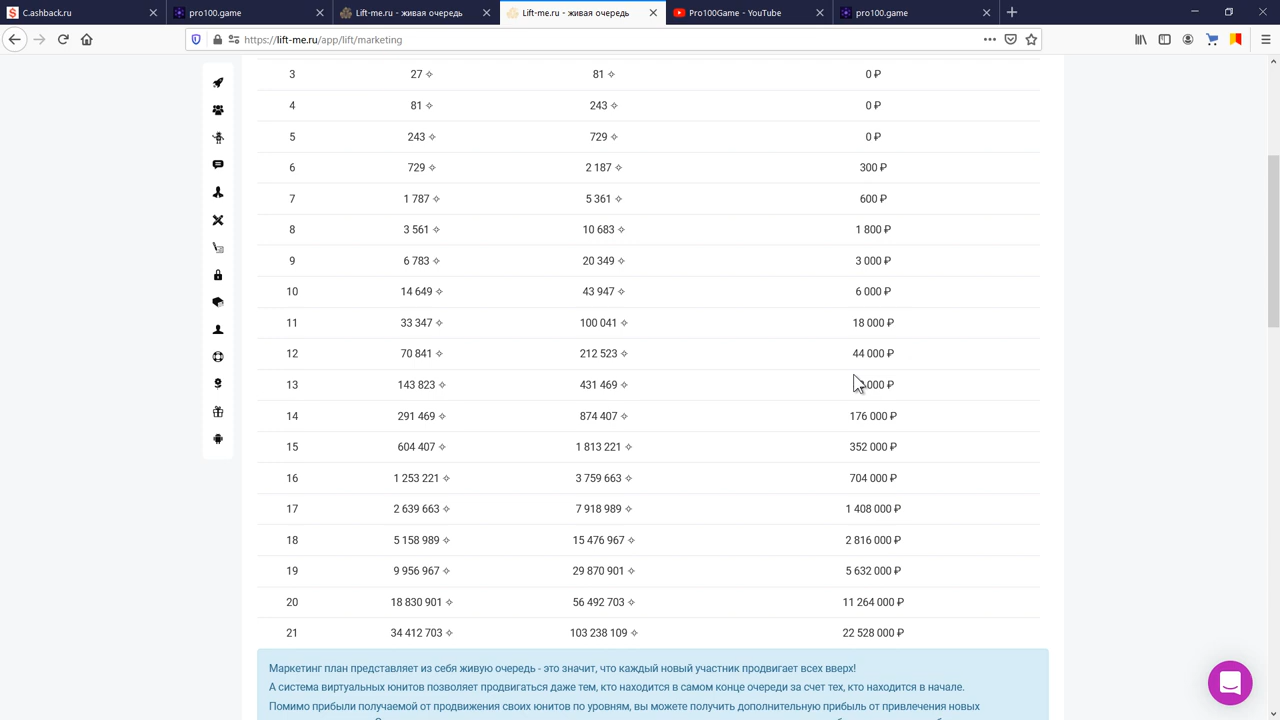 C.ashback.ru
pro100.game
Lift-me.ru - живая очередь
Lift-me.ru - живая очередь
Pro100Game - YouTube
pro100.game
https://lift-me.ru/app/lift/marketing
3 27 ✧ 81 ✧ 0 ₽
4 81 ✧ 243 ✧ 0 ₽
5 243 ✧ 729 ✧ 0 ₽
6 729 ✧ 2 187 ✧ 300 ₽
7 1 787 ✧ 5 361 ✧ 600 ₽
8 3 561 ✧ 10 683 ✧ 1 800 ₽
9 6 783 ✧ 20 349 ✧ 3 000 ₽
10 14 649 ✧ 43 947 ✧ 6 000 ₽
11 33 347 ✧ 100 041 ✧ 18 000 ₽
12 70 841 ✧ 212 523 ✧ 44 000 ₽
13 143 823 ✧ 431 469 ✧ 000 ₽
14 291 469 ✧ 874 407 ✧ 176 000 ₽
15 604 407 ✧ 1 813 221 ✧ 352 000 ₽
16 1 253 221 ✧ 3 759 663 ✧ 704 000 ₽
17 2 639 663 ✧ 7 918 989 ✧ 1 408 000 ₽
18 5 158 989 ✧ 15 476 967 ✧ 2 816 000 ₽
19 9 956 967 ✧ 29 870 901 ✧ 5 632 000 ₽
20 18 830 901 ✧ 56 492 703 ✧ 11 264 000 ₽
21 34 412 703 ✧ 103 238 109 ✧ 22 528 000 ₽
Маркетинг план представляет из себя живую очередь - это значит, что каждый новый участник продвигает всех вверх!
А система виртуальных юнитов позволяет продвигаться даже тем, кто находится в самом конце очереди за счет тех, кто находится в начале.
Помимо прибыли получаемой от продвижения своих юнитов по уровням, вы можете получить дополнительную прибыль от привлечения новых